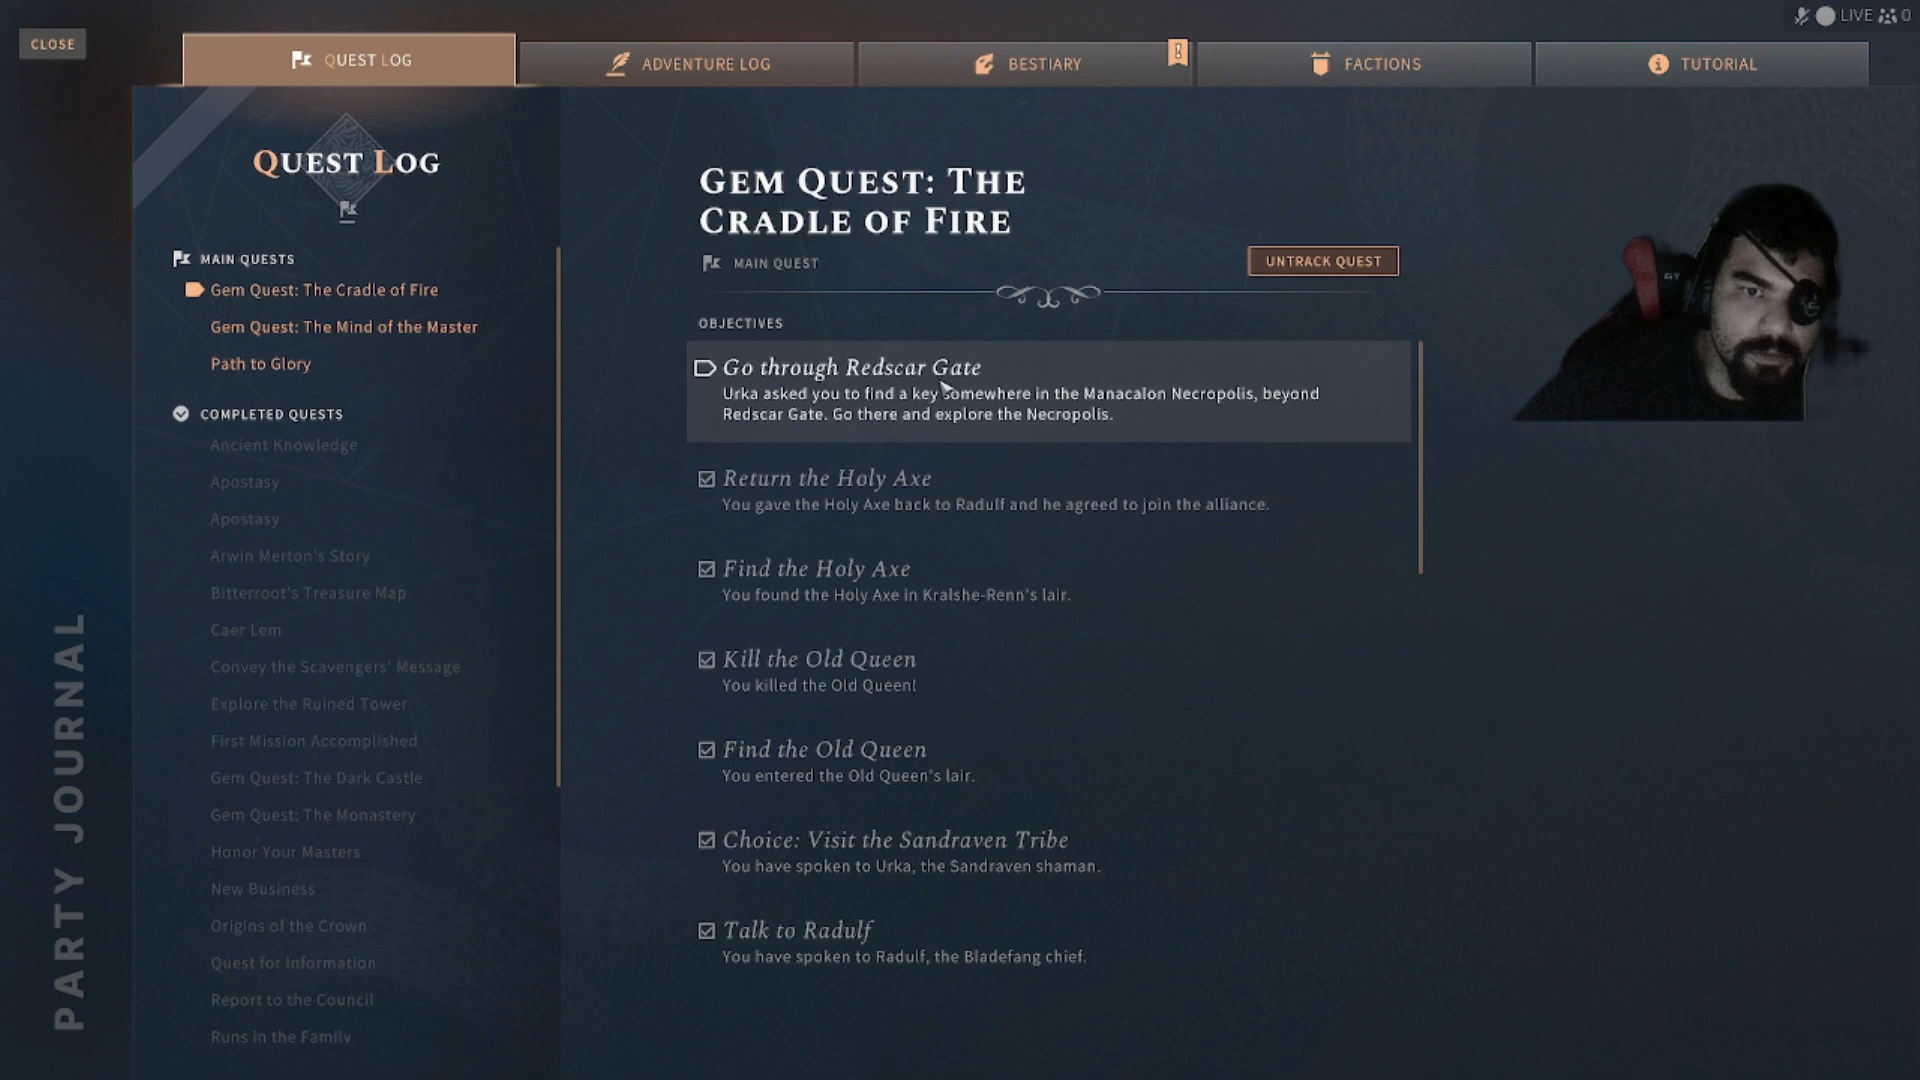 CLOSE
LIVE 0
QUEST LOG
ADVENTURE LOG
BESTIARY
FACTIONS
TUTORIAL
QUEST LOG
MAIN QUESTS
Gem Quest: The Cradle of Fire
Gem Quest: The Mind of the Master
Path to Glory
COMPLETED QUESTS
Ancient Knowledge
Apostasy
Apostasy
Arwin Merton's Story
Bitterroot's Treasure Map
Caer Lem
Convey the Scavengers' Message
Explore the Ruined Tower
First Mission Accomplished
Gem Quest: The Dark Castle
Gem Quest: The Monastery
Honor Your Masters
New Business
Origins of the Crown
Quest for Information
Report to the Council
Runs in the Family
PARTY JOURNAL
GEM QUEST: THE
CRADLE OF FIRE
MAIN QUEST
UNTRACK QUEST
OBJECTIVES
Go through Redscar Gate
Urka asked you to find a key somewhere in the Manacalon Necropolis, beyond
Redscar Gate. Go there and explore the Necropolis.
Return the Holy Axe
You gave the Holy Axe back to Radulf and he agreed to join the alliance.
Find the Holy Axe
You found the Holy Axe in Kralshe-Renn's lair.
Kill the Old Queen
You killed the Old Queen!
Find the Old Queen
You entered the Old Queen's lair.
Choice: Visit the Sandraven Tribe
You have spoken to Urka, the Sandraven shaman.
Talk to Radulf
You have spoken to Radulf, the Bladefang chief.
GT